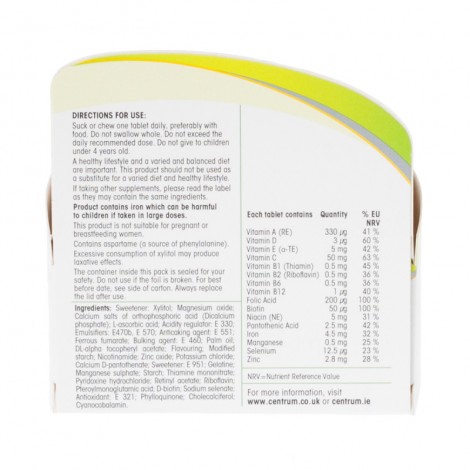 DIRECTIONS FOR USE:
Suck or chew one tablet daily, preferably with
food. Do not swallow whole. Do not exceed the
daily recommended dose. Do not give to children
under 4 years old.
A healthy lifestyle and a varied and balanced diet
are important. This product should not be used as
a substitute for a varied diet and healthy lifestyle.
If taking other supplements, please read the label
as they may contain the same ingredients.
Product contains iron which can be harmful
to children if taken in large doses.
This product is not suitable for pregnant or
breastfeeding women.
Contains aspartame (a source of phenylalanine).
Excessive consumption of xylitol may produce
laxative effects.
The container inside this pack is sealed for your
safety. Do not use if the foil is broken. For best
before date, see side of carton. Always replace
the lid after use.
Ingredients: Sweetener: Xylitol; Magnesium oxide;
Calcium salts of orthophosphoric acid (Dicalcium
phosphate); L-ascorbic acid; Acidity regulator: E 330;
Emulsifiers: E470b, E 570; Anticaking agent: E 551;
Ferrous fumarate; Bulking agent: E 460; Palm oil;
DL-alpha tocopheryl acetate; Flavouring; Modified
starch; Nicotinamide; Zinc oxide; Potassium chloride;
Calcium D-pantothenate; Sweetener: E 951; Gelatine;
Manganese sulphate; Starch; Thiamine mononitrate;
Pyridoxine hydrochloride; Retinyl acetate; Riboflavin;
Pteroylmonoglutamic acid; D-biotin, Sodium selenate;
Antioxidant: E 321; Phylloquinone; Cholecalciferol;
Cyanocobalamin.
Each tablet contains Quantity % EU
NRV
Vitamin A (RE) 330 µg 41 %
Vitamin D 3 µg 60 %
Vitamin E (α-TE) 5 mg 42 %
Vitamin C 50 mg 63 %
Vitamin B1 (Thiamin) 0.5 mg 45 %
Vitamin B2 (Riboflavin) 0.5 mg 36 %
Vitamin B6 0.5 mg 36 %
Vitamin B12 1 µg 40 %
Folic Acid 200 µg 100 %
Biotin 50 µg 100 %
Niacin (NE) 5 mg 31 %
Pantothenic Acid 2.5 mg 42 %
Iron 4.5 mg 32 %
Manganese 0.5 mg 25 %
Selenium 12.5 µg 23 %
Zinc 2.8 mg 28 %
NRV=Nutrient Reference Value
For more information, visit
www.centrum.co.uk or centrum.ie